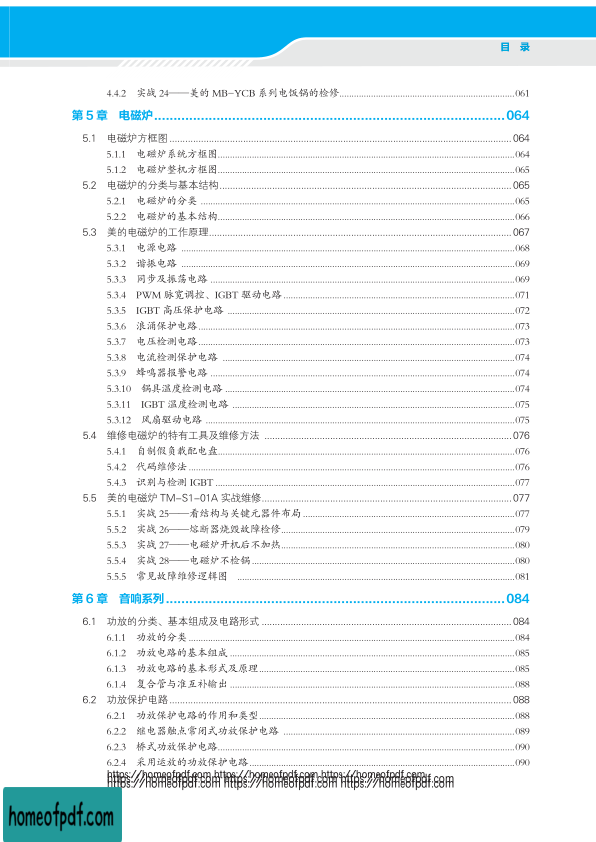 目 录
4.4.2 实战 24——美的 MB-YCB 系列电饭锅的检修 061
第 5 章 电磁炉 064
5.1 电磁炉方框图 064
5.1.1 电磁炉系统方框图 064
5.1.2 电磁炉整机方框图 065
5.2 电磁炉的分类与基本结构 065
5.2.1 电磁炉的分类 065
5.2.2 电磁炉的基本结构 066
5.3 美的电磁炉的工作原理 067
5.3.1 电源电路 068
5.3.2 谐振电路 069
5.3.3 同步及振荡电路 069
5.3.4 PWM 脉宽调控、IGBT 驱动电路 071
5.3.5 IGBT 高压保护电路 072
5.3.6 浪涌保护电路 073
5.3.7 电压检测电路 073
5.3.8 电流检测保护电路 074
5.3.9 蜂鸣器报警电路 074
5.3.10 锅具温度检测电路 074
5.3.11 IGBT 温度检测电路 075
5.3.12 风扇驱动电路 075
5.4 维修电磁炉的特有工具及维修方法 076
5.4.1 自制假负载配电盘 076
5.4.2 代码维修法 076
5.4.3 识别与检测 IGBT 077
5.5 美的电磁炉 TM-S1-01A 实战维修 077
5.5.1 实战 25——看结构与关键元器件布局 077
5.5.2 实战 26——熔断器烧毁故障检修 079
5.5.3 实战 27——电磁炉开机后不加热 080
5.5.4 实战 28——电磁炉不检锅 080
5.5.5 常见故障维修逻辑图 081
第 6 章 音响系列 084
6.1 功放的分类、基本组成及电路形式 084
6.1.1 功放的分类 084
6.1.2 功放电路的基本组成 085
6.1.3 功放电路的基本形式及原理 085
6.1.4 复合管与准互补输出 088
6.2 功放保护电路 088
6.2.1 功放保护电路的作用和类型 088
6.2.2 继电器触点常闭式功放保护电路 089
6.2.3 桥式功放保护电路 090
6.2.4 采用运放的功放保护电路 090
https://homeofpdf.com https://homeofpdf.com https://homeofpdf.com
https://homeofpdf.com https://homeofpdf.com https://homeofpdf.com
https://homeofpdf.com https://homeofpdf.com https://homeofpdf.com
homeofpdf.com